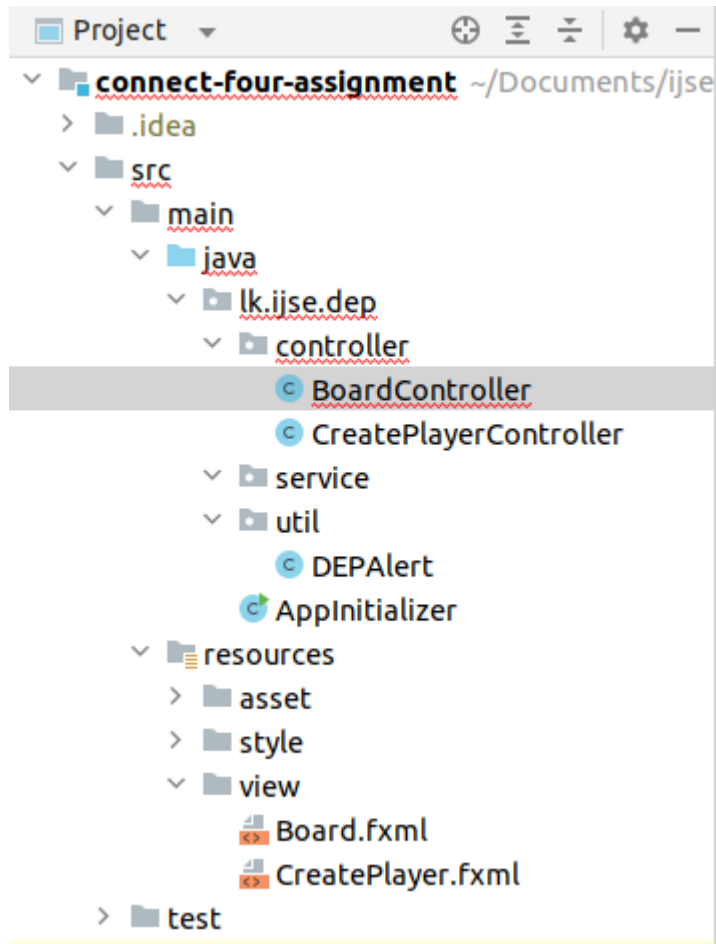 Project
connect-four-assignment ~/Documents/ijse
.idea
src
main
java
lk.ijse.dep
controller
BoardController
CreatePlayerController
service
util
DEPAlert
AppInitializer
resources
asset
style
view
Board.fxml
CreatePlayer.fxml
test